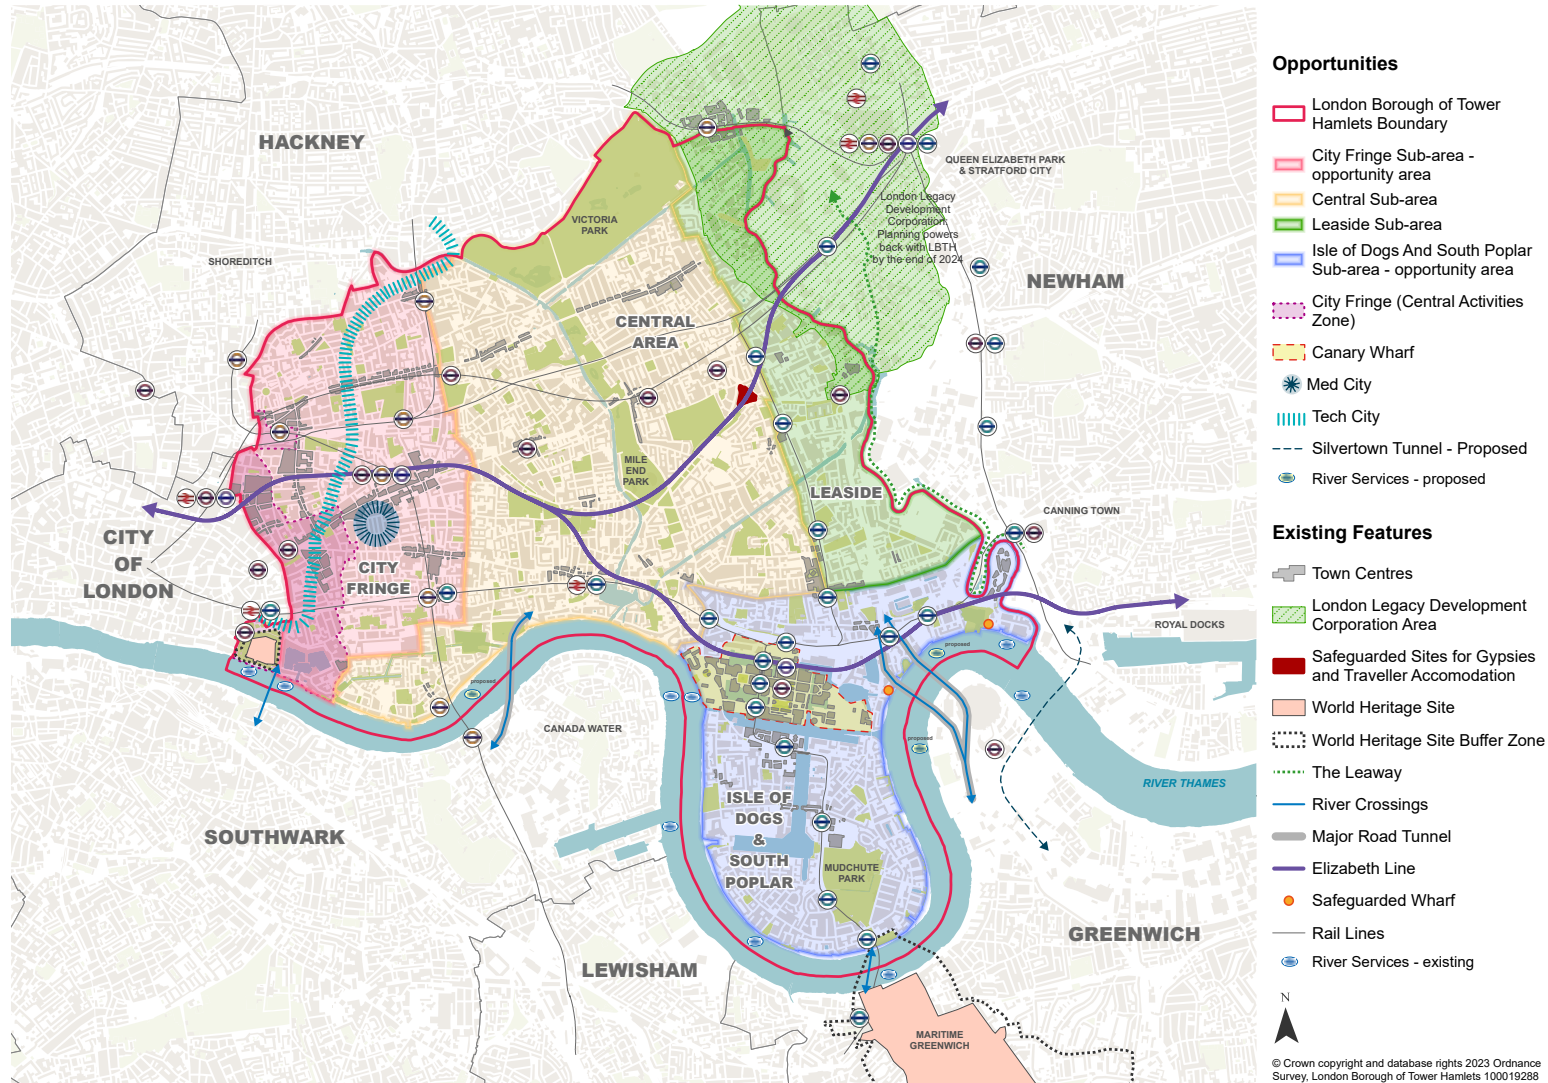 HACKNEY
SHOREDITCH
VICTORIA
PARK
QUEEN ELIZABETH PARK
& STRATFORD CITY
London Legacy
Development
Corporation:
Planning powers
back with LBTH
by the end of 2024
NEWHAM
CENTRAL
AREA
MILE
END
PARK
LEASIDE
CANNING TOWN
CITY
OF
LONDON
CITY
FRINGE
ROYAL DOCKS
proposed
proposed
proposed
CANADA WATER
RIVER THAMES
ISLE OF
DOGS
&
SOUTH
POPLAR
MUDCHUTE
PARK
SOUTHWARK
LEWISHAM
GREENWICH
MARITIME
GREENWICH
Opportunities
London Borough of Tower
Hamlets Boundary
City Fringe Sub-area -
opportunity area
Central Sub-area
Leaside Sub-area
Isle of Dogs And South Poplar
Sub-area - opportunity area
City Fringe (Central Activities
Zone)
Canary Wharf
Med City
Tech City
Silvertown Tunnel - Proposed
River Services - proposed
Existing Features
Town Centres
London Legacy Development
Corporation Area
Safeguarded Sites for Gypsies
and Traveller Accomodation
World Heritage Site
World Heritage Site Buffer Zone
The Leaway
River Crossings
Major Road Tunnel
Elizabeth Line
Safeguarded Wharf
Rail Lines
River Services - existing
N
© Crown copyright and database rights 2023 Ordnance
Survey, London Borough of Tower Hamlets 100019288